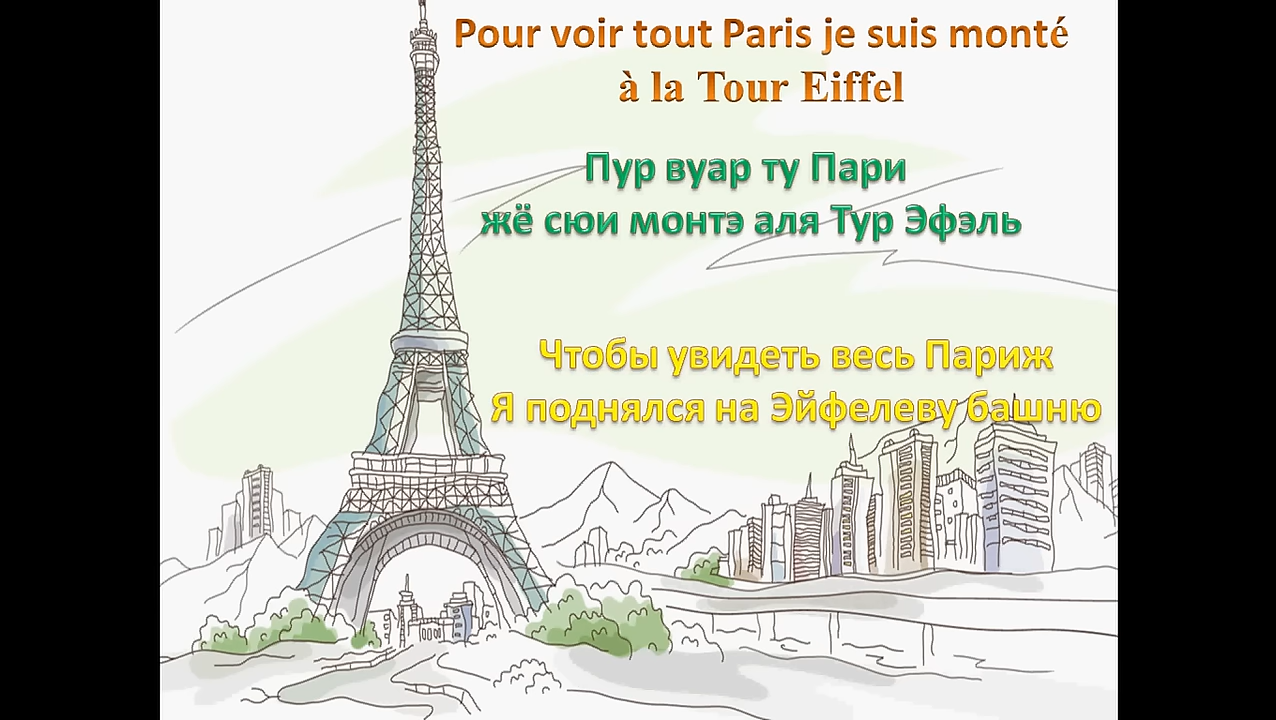 Pour voir tout Paris je suis monté
à la Tour Eiffel
Пур вуар ту Пари
жё сюи монтэ аля Тур Эфэль
Чтобы увидеть весь Париж
Я поднялся на Эйфелеву башню